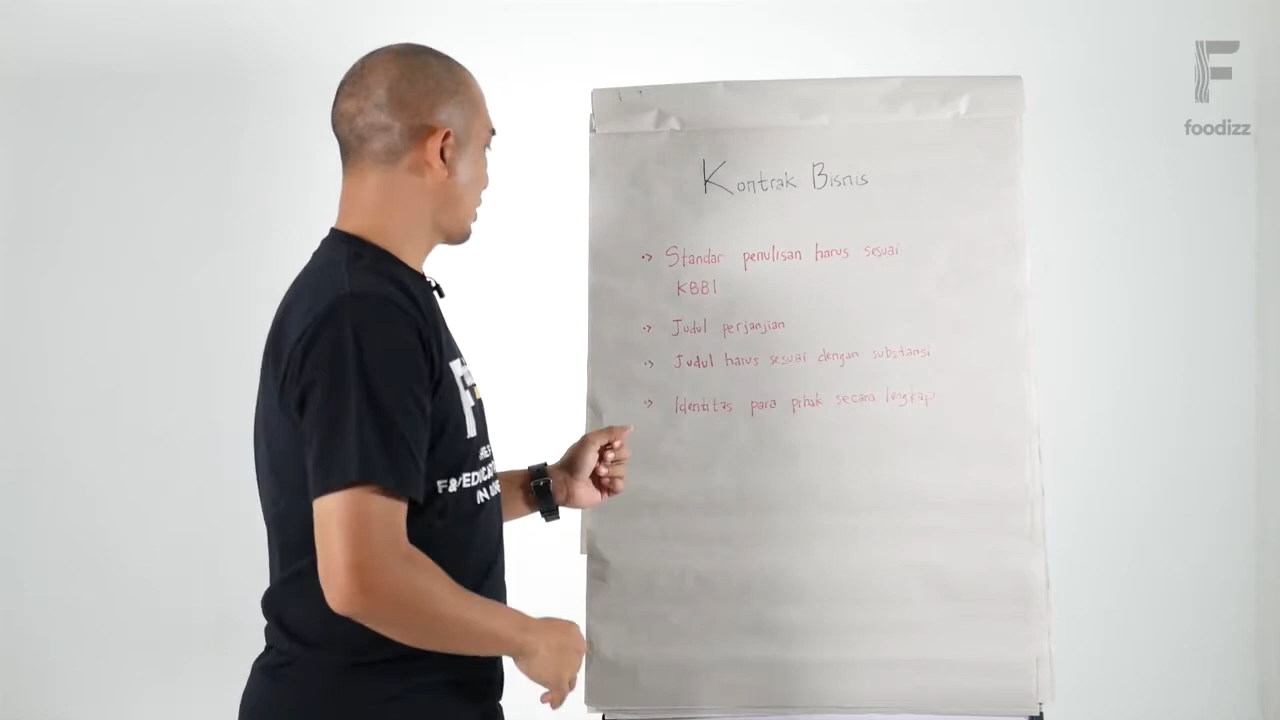 foodizz
Kontrak Bisnis
Standar penulisan harus sesuai
KBBI
Judul perjanjian
Judul harus sesuai dengan substansi
Identitas para pihak secara lengkap
IN